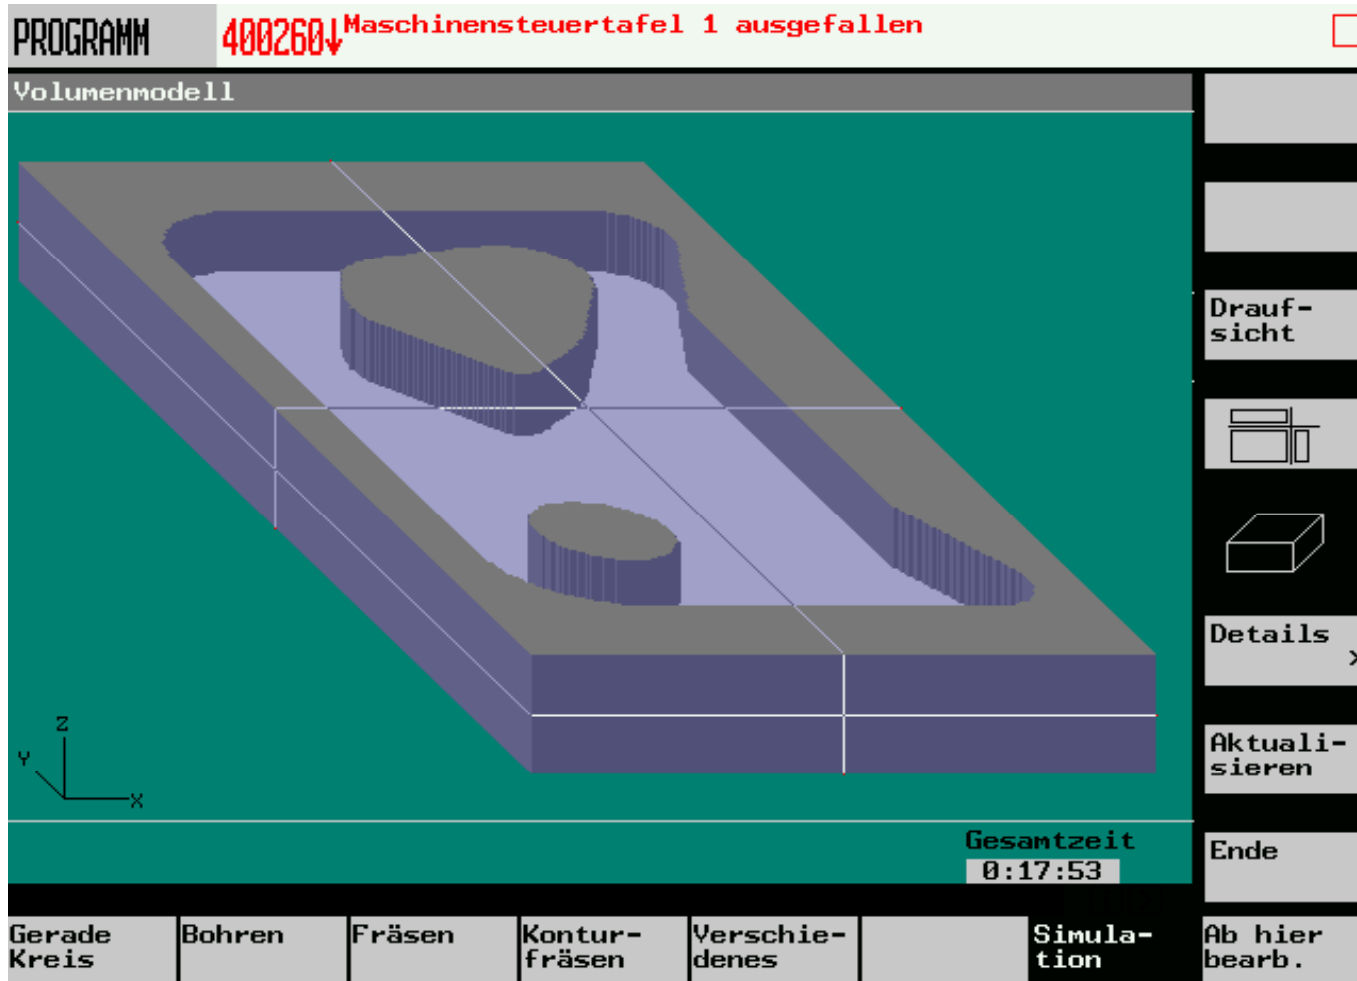 PROGRAMM
400260↓Maschinensteuertafel 1 ausgefallen
Volumenmodell
Drauf-
sicht
Details
>
Aktuali-
sieren
Z
Y
X
Gesamtzeit
0:17:53
Ende
Gerade
Kreis
Bohren
Fräsen
Kontur-
fräsen
Verschie-
denes
Simula-
tion
Ab hier
bearb.